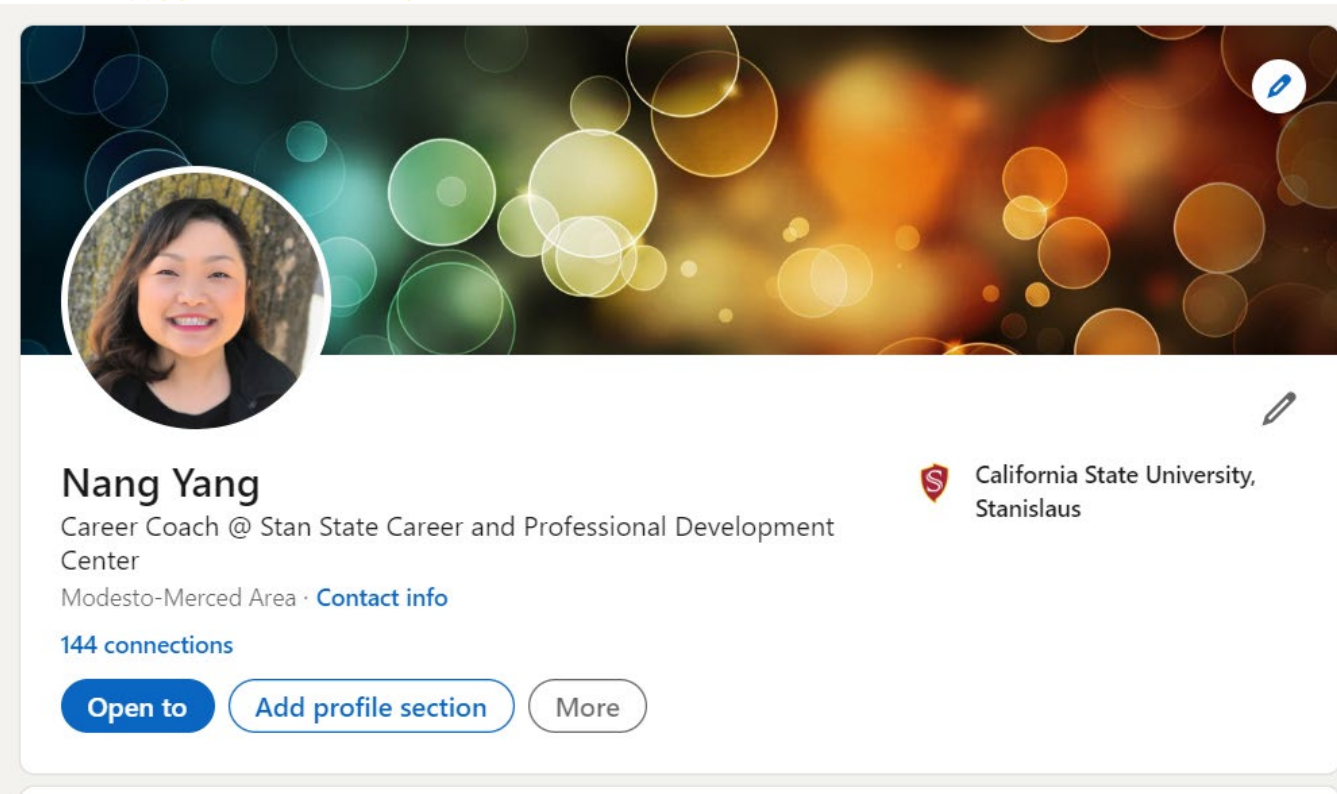 Nang Yang
Career Coach @ Stan State Career and Professional Development
Center
Modesto-Merced Area · Contact info
144 connections
Open to
Add profile section
More
S
California State University,
Stanislaus